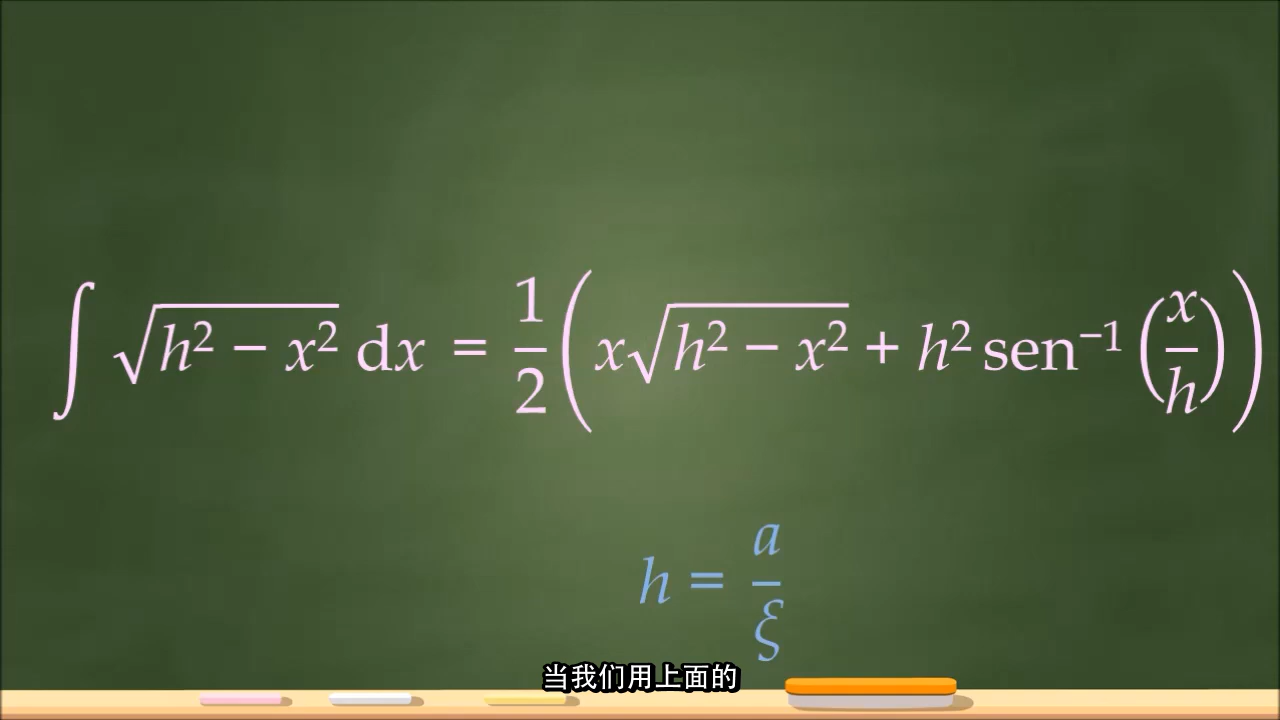 ∫ √(h² − x²) dx = 1/2 (x√(h² − x²) + h² sen⁻¹(x/h))
h = a/ξ
当我们用上面的